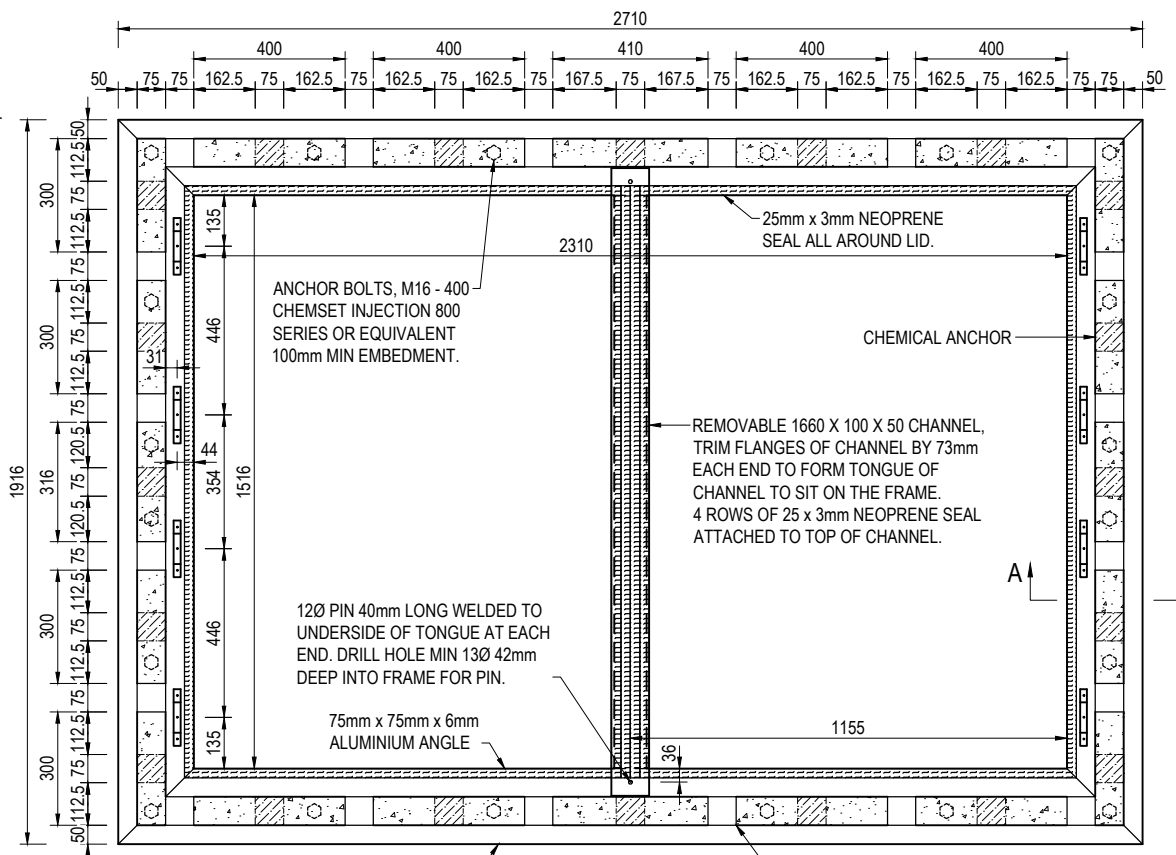 2710
400 400 410 400 400
50 75 75 162.5 75 162.5 75 162.5 75 162.5 75 167.5 75 167.5 75 162.5 75 162.5 75 162.5 75 162.5 75 75 50
1916
300
300
316
300
300
50
112.5
75
112.5
75
112.5
75
112.5
75
120.5
75
120.5
75
112.5
75
112.5
75
112.5
75
112.5
50
135
446
354
446
135
1516
31
44
2310
25mm x 3mm NEOPRENE
SEAL ALL AROUND LID.
ANCHOR BOLTS, M16 - 400
CHEMSET INJECTION 800
SERIES OR EQUIVALENT
100mm MIN EMBEDMENT.
CHEMICAL ANCHOR
REMOVABLE 1660 X 100 X 50 CHANNEL,
TRIM FLANGES OF CHANNEL BY 73mm
EACH END TO FORM TONGUE OF
CHANNEL TO SIT ON THE FRAME.
4 ROWS OF 25 x 3mm NEOPRENE SEAL
ATTACHED TO TOP OF CHANNEL.
A
12Ø PIN 40mm LONG WELDED TO
UNDERSIDE OF TONGUE AT EACH
END. DRILL HOLE MIN 13Ø 42mm
DEEP INTO FRAME FOR PIN.
75mm x 75mm x 6mm
ALUMINIUM ANGLE
36
1155